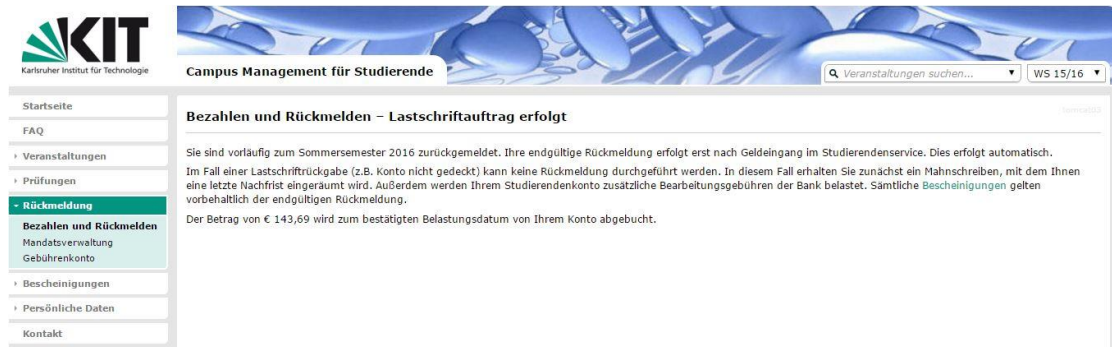 KIT
Karlsruher Institut für Technologie
Campus Management für Studierende
Veranstaltungen suchen...
WS 15/16
Startseite
FAQ
Veranstaltungen
Prüfungen
Rückmeldung
Bezahlen und Rückmelden
Mandatsverwaltung
Gebührenkonto
Bescheinigungen
Persönliche Daten
Kontakt
Bezahlen und Rückmelden – Lastschriftauftrag erfolgt
Sie sind vorläufig zum Sommersemester 2016 zurückgemeldet. Ihre endgültige Rückmeldung erfolgt erst nach Geldeingang im Studierendenservice. Dies erfolgt automatisch.
Im Fall einer Lastschriftrückgabe (z.B. Konto nicht gedeckt) kann keine Rückmeldung durchgeführt werden. In diesem Fall erhalten Sie zunächst ein Mahnschreiben, mit dem Ihnen
eine letzte Nachfrist eingeräumt wird. Außerdem werden Ihrem Studierendenkonto zusätzliche Bearbeitungsgebühren der Bank belastet. Sämtliche Bescheinigungen gelten
vorbehaltlich der endgültigen Rückmeldung.
Der Betrag von € 143,69 wird zum bestätigten Belastungsdatum von Ihrem Konto abgebucht.